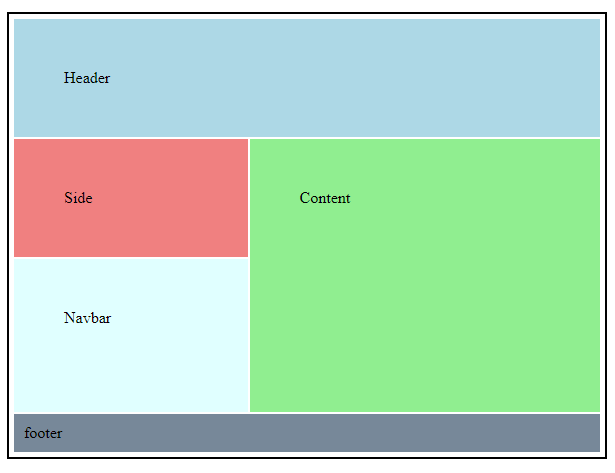 Header
Side
Content
Navbar
footer